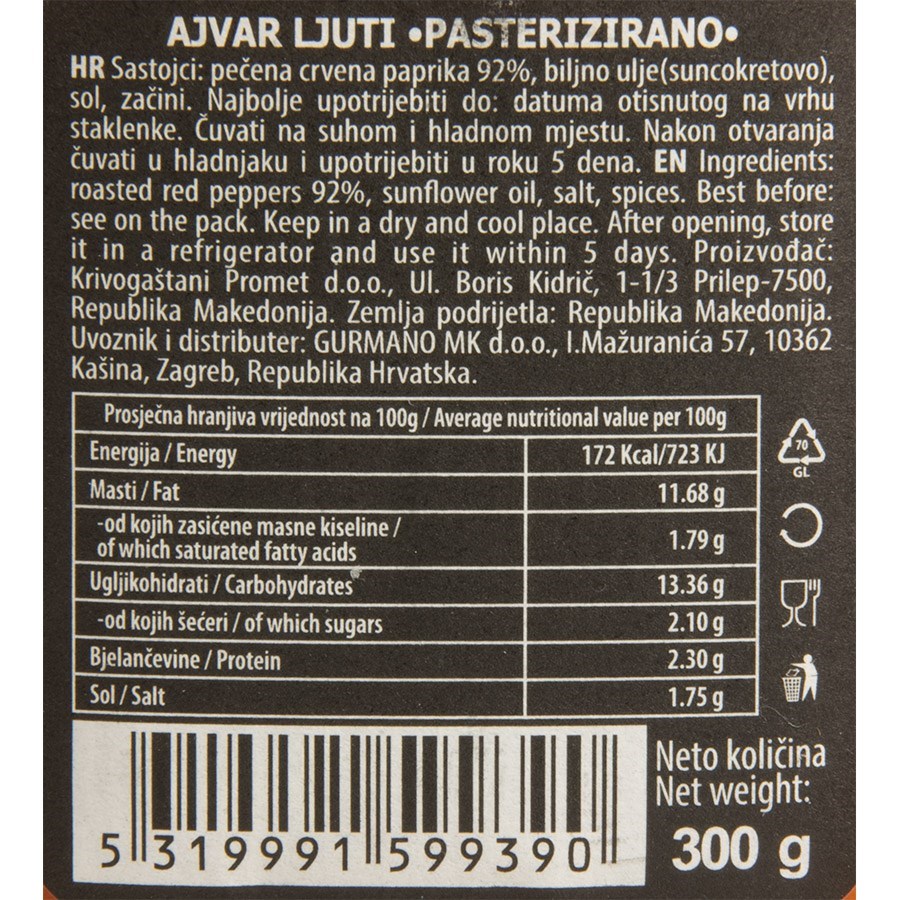 AJVAR LJUTI •PASTERIZIRANO•
HR Sastojci: pečena crvena paprika 92%, biljno ulje(suncokretovo),
sol, začini. Najbolje upotrijebiti do: datuma otisnutog na vrhu
staklenke. Čuvati na suhom i hladnom mjestu. Nakon otvaranja
čuvati u hladnjaku i upotrijebiti u roku 5 dena. EN Ingredients:
roasted red peppers 92%, sunflower oil, salt, spices. Best before:
see on the pack. Keep in a dry and cool place. After opening, store
it in a refrigerator and use it within 5 days. Proizvođač:
Krivogaštani Promet d.o.o., Ul. Boris Kidrič, 1-1/3 Prilep-7500,
Republika Makedonija. Zemlja podrijetla: Republika Makedonija.
Uvoznik i distributer: GURMANO MK d.o.o., I.Mažuranića 57, 10362
Kašina, Zagreb, Republika Hrvatska.
Prosječna hranjiva vrijednost na 100g / Average nutritional value per 100g
Energija / Energy 172 Kcal/723 KJ
Masti / Fat 11.68 g
-od kojih zasićene masne kiseline /
of which saturated fatty acids 1.79 g
Ugljikohidrati / Carbohydrates 13.36 g
-od kojih šećeri / of which sugars 2.10 g
Bjelančevine / Protein 2.30 g
Sol / Salt 1.75 g
70
GL
Neto količina
Net weight:
300 g
5 319991 599390